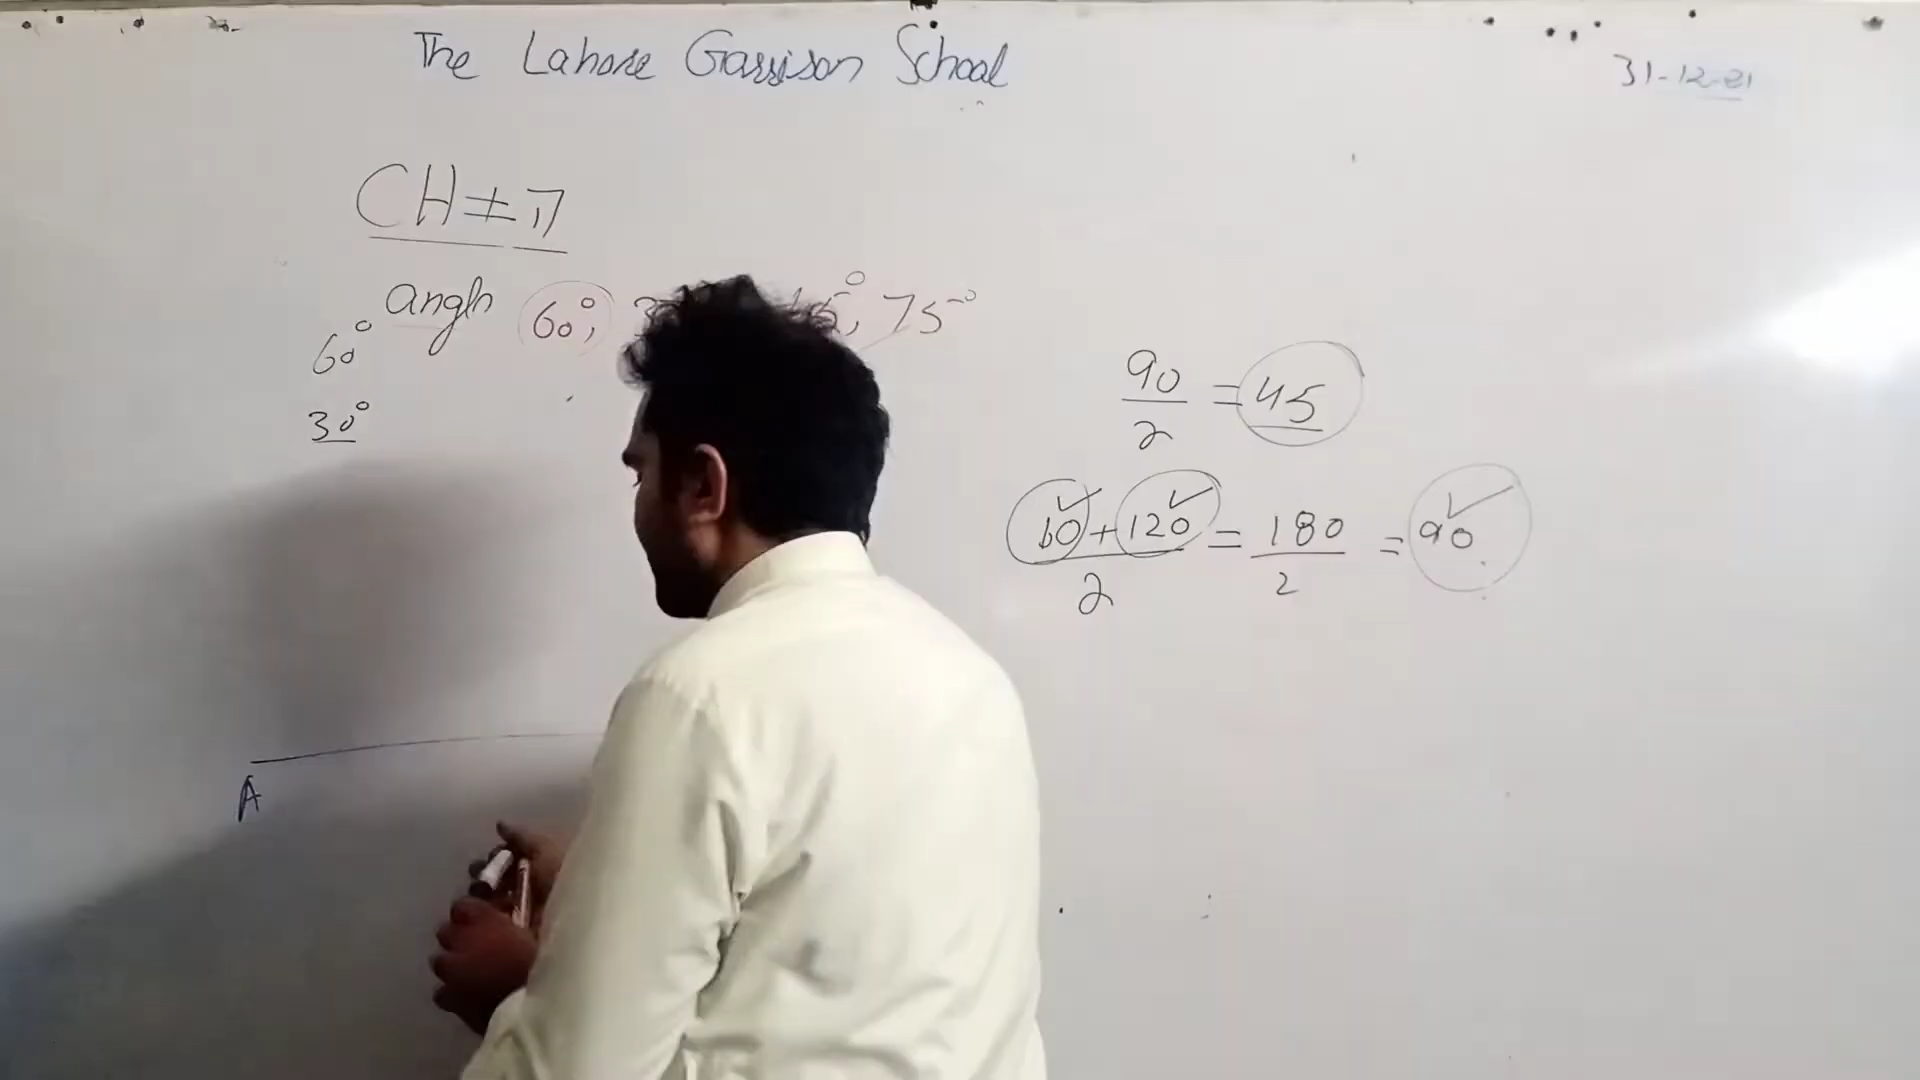 The Lahore Garrison School
31-12-21
CH # 7
angle 60°, 75°
60°
30°
90/2 = 45
60+120/2 = 180/2 = 90
A